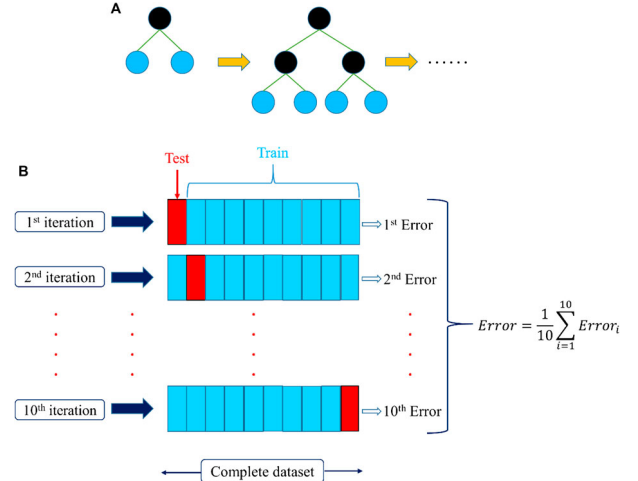 A
......
B
Test
Train
1st iteration
1st Error
2nd iteration
2nd Error
Error = 1/10 ∑ i=1 10 Error i
10th iteration
10th Error
Complete dataset